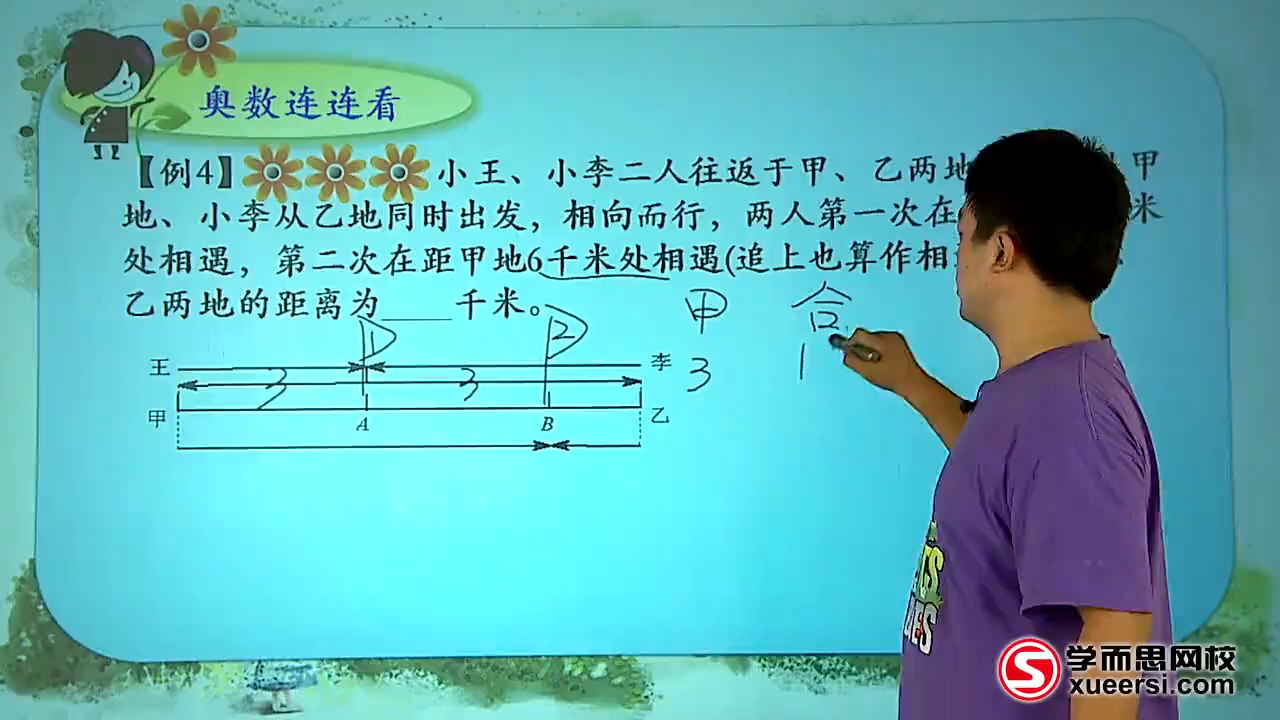 奥数连连看
【例4】 小王、小李二人往返于甲、乙两地 甲
地、小李从乙地同时出发，相向而行，两人第一次在 米
处相遇，第二次在距甲地6千米处相遇(追上也算作相
乙两地的距离为____千米。
甲 合
1 2
王 李
3 3 3 1
甲 A B 乙
学而思网校
xueersi.com